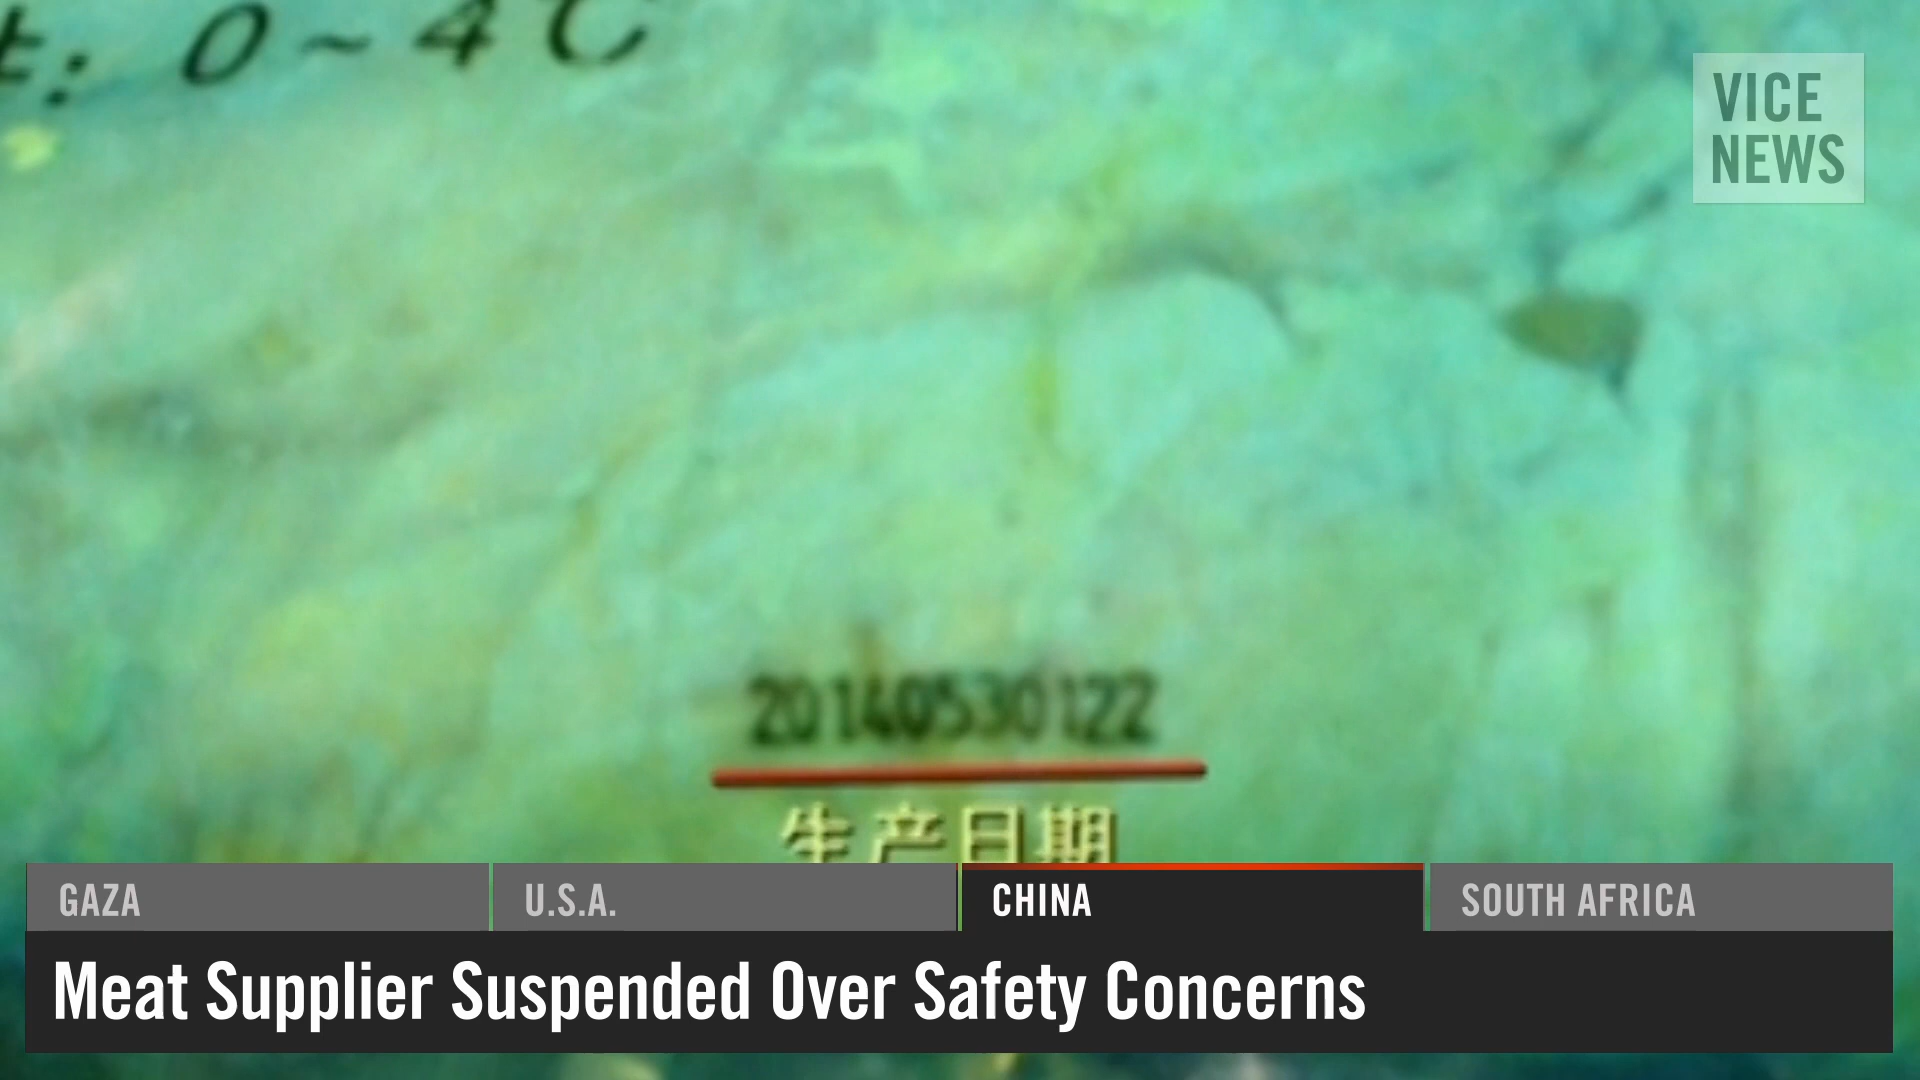 : 0~4C
VICE
NEWS
20140530122
生产日期
GAZA
U.S.A.
CHINA
SOUTH AFRICA
Meat Supplier Suspended Over Safety Concerns